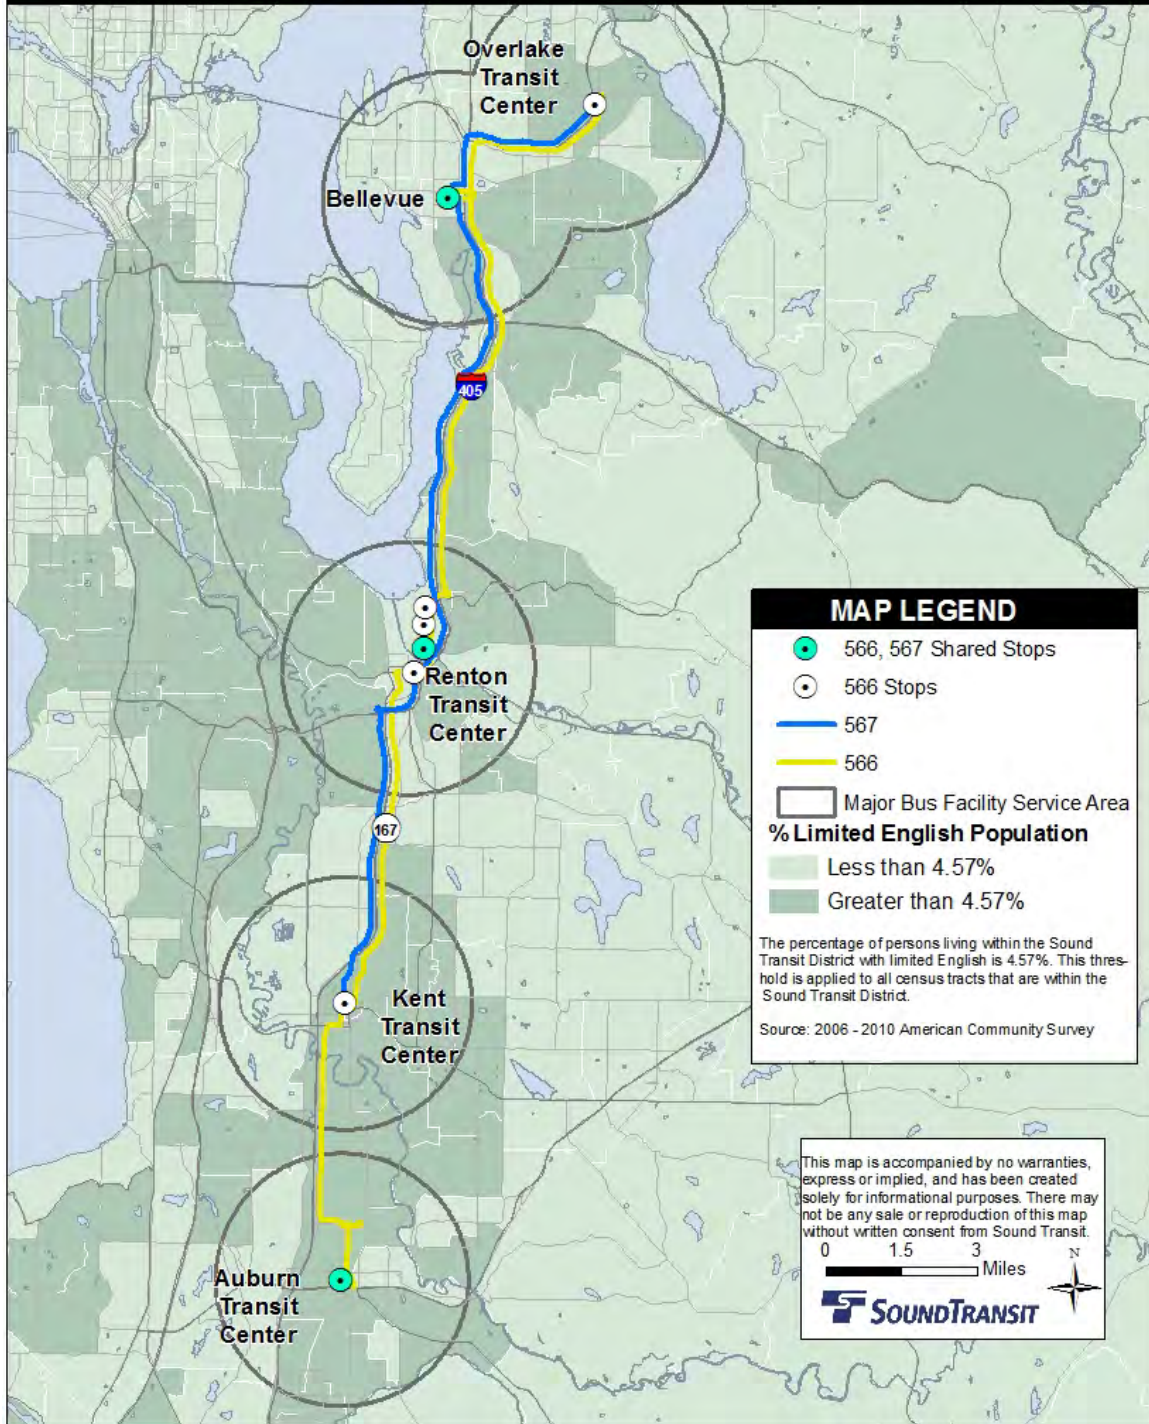 Overlake
Transit
Center
Bellevue
405
Renton
Transit
Center
167
Kent
Transit
Center
Auburn
Transit
Center
MAP LEGEND
566, 567 Shared Stops
566 Stops
567
566
Major Bus Facility Service Area
% Limited English Population
Less than 4.57%
Greater than 4.57%
The percentage of persons living within the Sound
Transit District with limited English is 4.57%. This thres-
hold is applied to all census tracts that are within the
Sound Transit District.
Source: 2006 - 2010 American Community Survey
This map is accompanied by no warranties,
express or implied, and has been created
solely for informational purposes. There may
not be any sale or reproduction of this map
without written consent from Sound Transit.
0 1.5 3
Miles
N
SOUNDTRANSIT